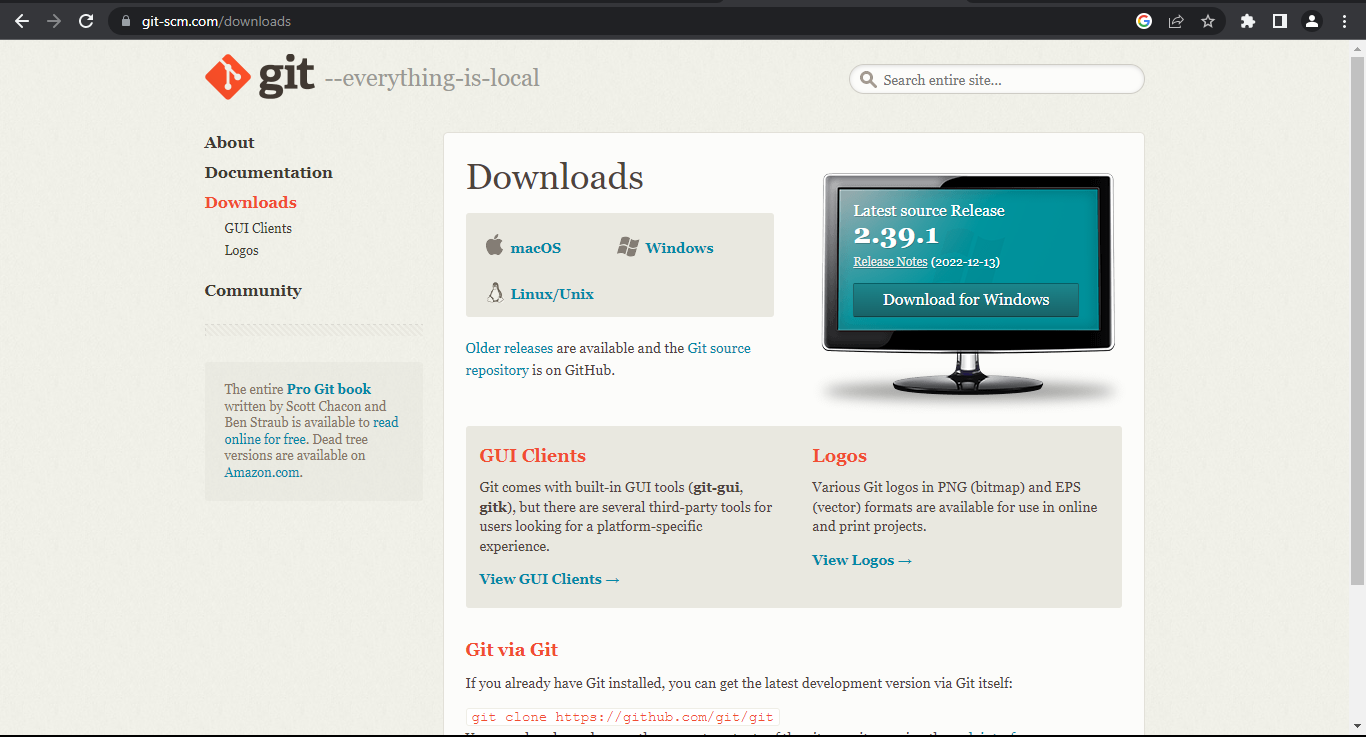 git-scm.com/downloads
git --everything-is-local
Search entire site...
About
Documentation
Downloads
GUI Clients
Logos
Community
The entire Pro Git book
written by Scott Chacon and
Ben Straub is available to read
online for free. Dead tree
versions are available on
Amazon.com.
Downloads
macOS
Windows
Linux/Unix
Older releases are available and the Git source
repository is on GitHub.
Latest source Release
2.39.1
Release Notes (2022-12-13)
Download for Windows
GUI Clients
Git comes with built-in GUI tools (git-gui,
gitk), but there are several third-party tools for
users looking for a platform-specific
experience.
View GUI Clients →
Logos
Various Git logos in PNG (bitmap) and EPS
(vector) formats are available for use in online
and print projects.
View Logos →
Git via Git
If you already have Git installed, you can get the latest development version via Git itself:
git clone https://github.com/git/git